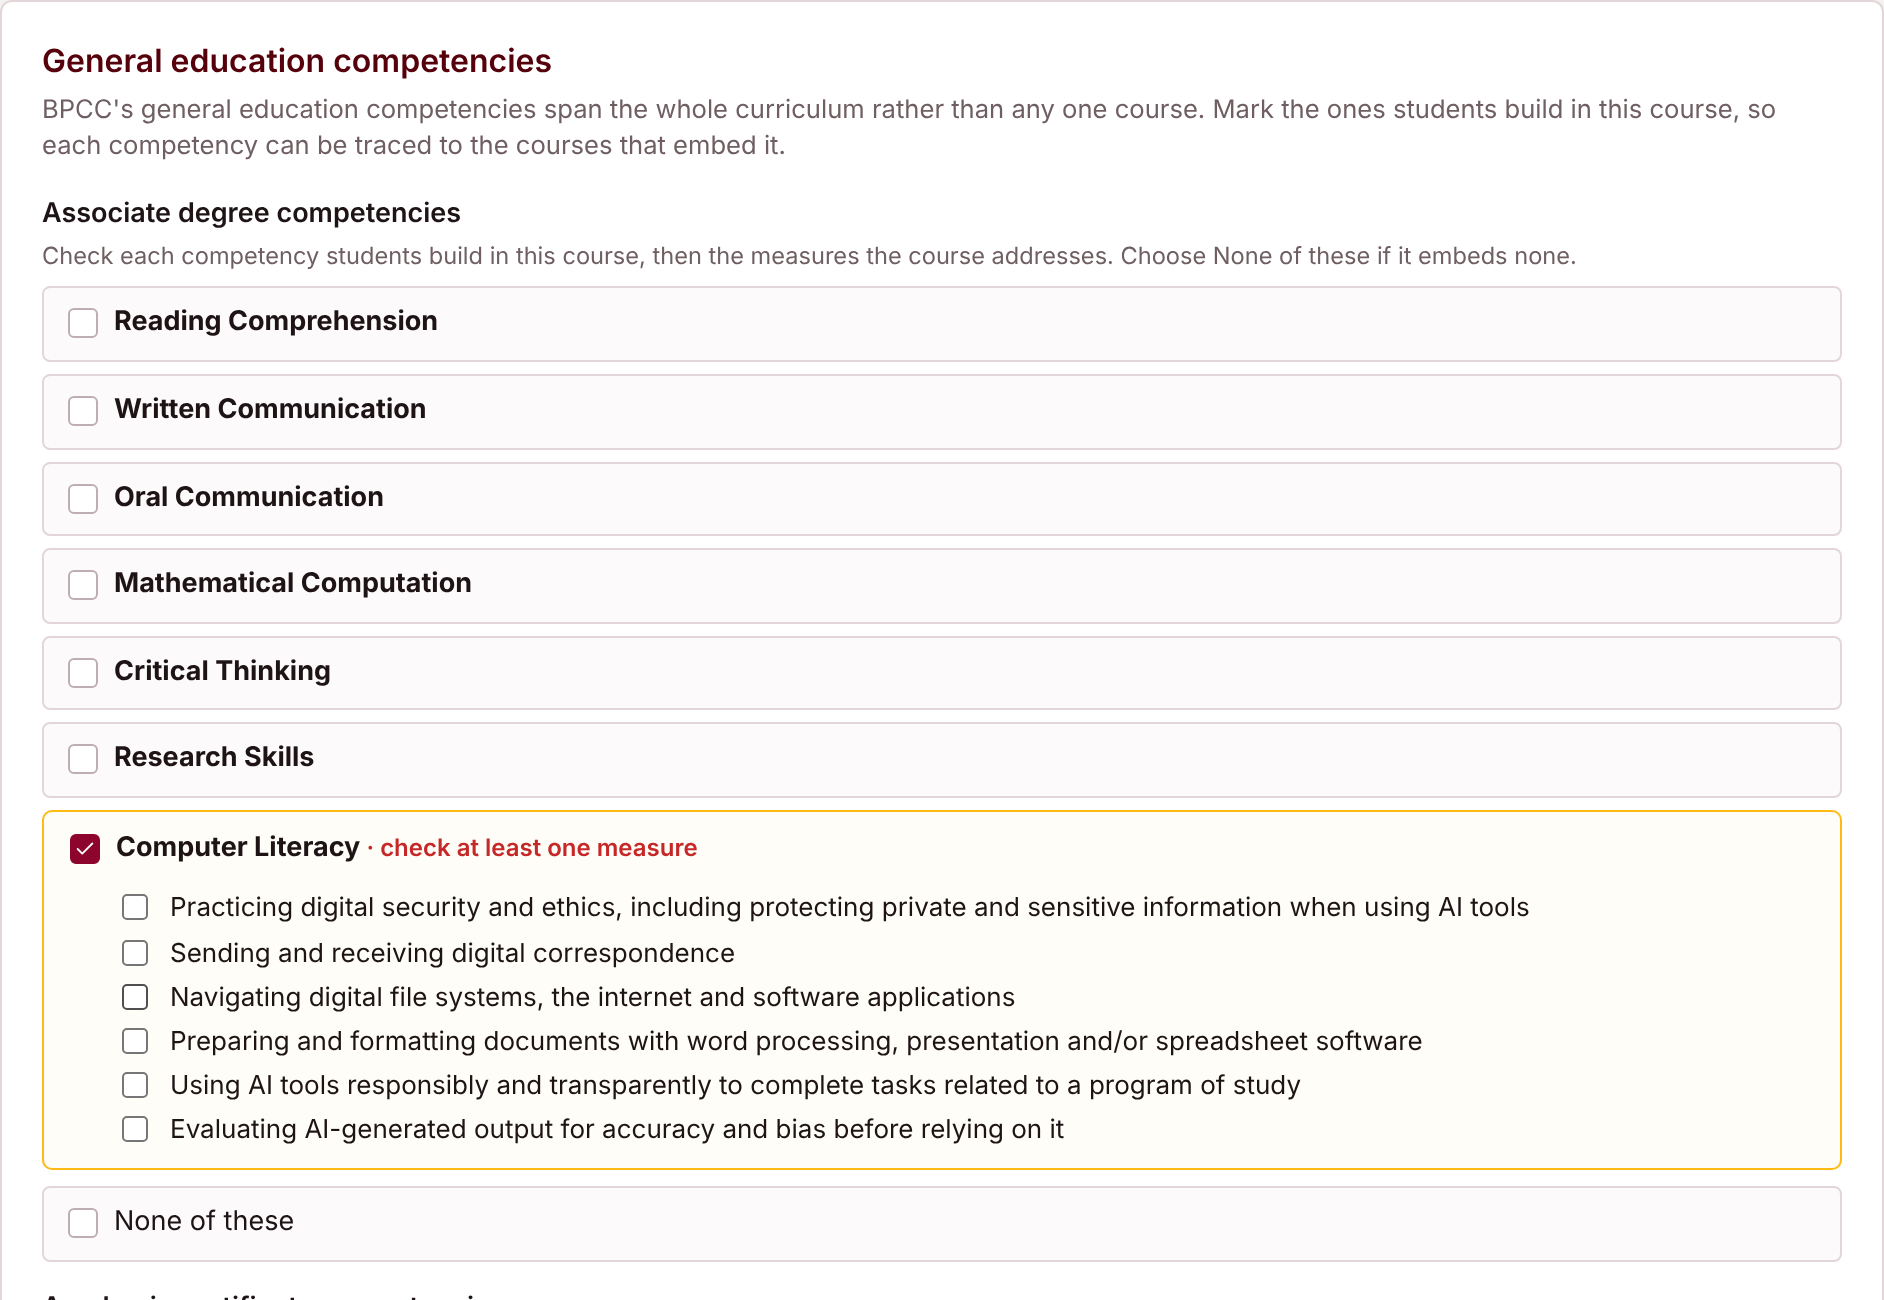 General education competencies
BPCC's general education competencies span the whole curriculum rather than any one course. Mark the ones students build in this course, so
each competency can be traced to the courses that embed it.
Associate degree competencies
Check each competency students build in this course, then the measures the course addresses. Choose None of these if it embeds none.
Reading Comprehension
Written Communication
Oral Communication
Mathematical Computation
Critical Thinking
Research Skills
Computer Literacy · check at least one measure
Practicing digital security and ethics, including protecting private and sensitive information when using AI tools
Sending and receiving digital correspondence
Navigating digital file systems, the internet and software applications
Preparing and formatting documents with word processing, presentation and/or spreadsheet software
Using AI tools responsibly and transparently to complete tasks related to a program of study
Evaluating AI-generated output for accuracy and bias before relying on it
None of these